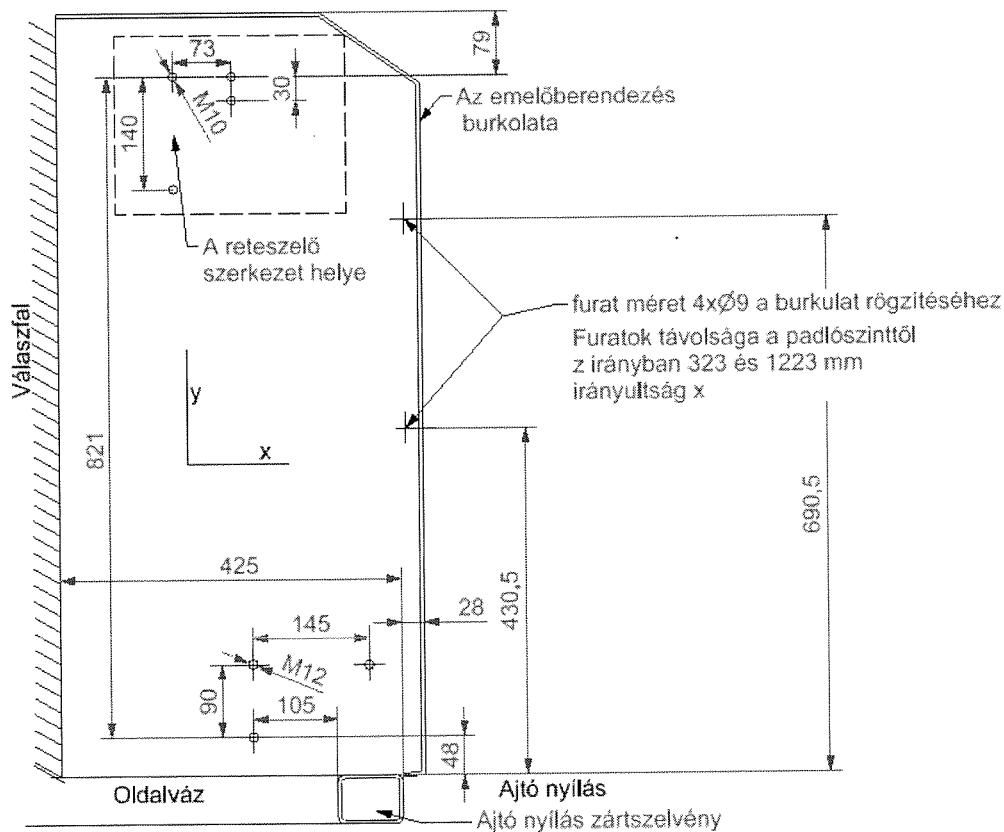 79
73
30
M10
140
Az emelőberendezés
burkolata
A reteszelő
szerkezet helye
Válaszfal
furat méret 4xØ9 a burkulat rögzítéséhez
Furatok távolsága a padlószinttől
z irányban 323 és 1223 mm
irányultság x
y
x
821
690,5
430,5
425
28
145
M12
90
105
48
Oldalváz
Ajtó nyílás
Ajtó nyílás zártszelvény